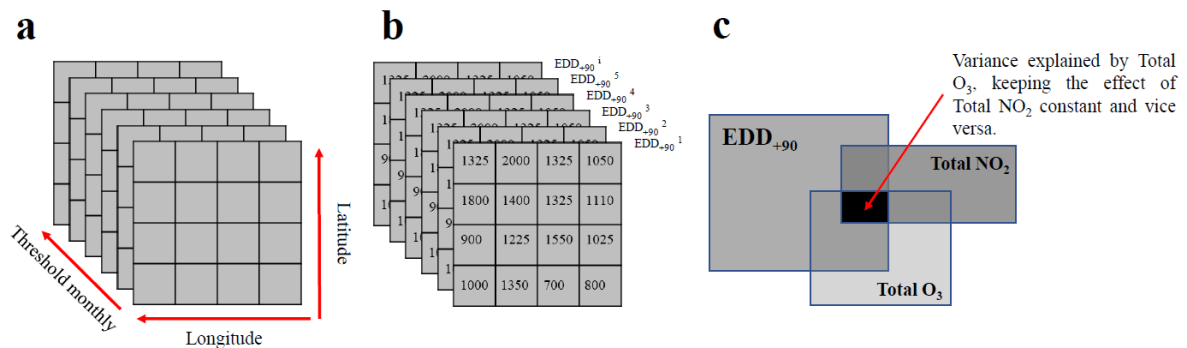 a
b
c
Threshold monthly
Longitude
Latitude
EDD+90 i
EDD+90 5
EDD+90 4
EDD+90 3
EDD+90 2
EDD+90 1
1325 2000 1325 1050
1800 1400 1325 1110
900 1225 1550 1025
1000 1350 700 800
Variance explained by Total
O3, keeping the effect of
Total NO2 constant and vice
versa.
EDD+90
Total NO2
Total O3